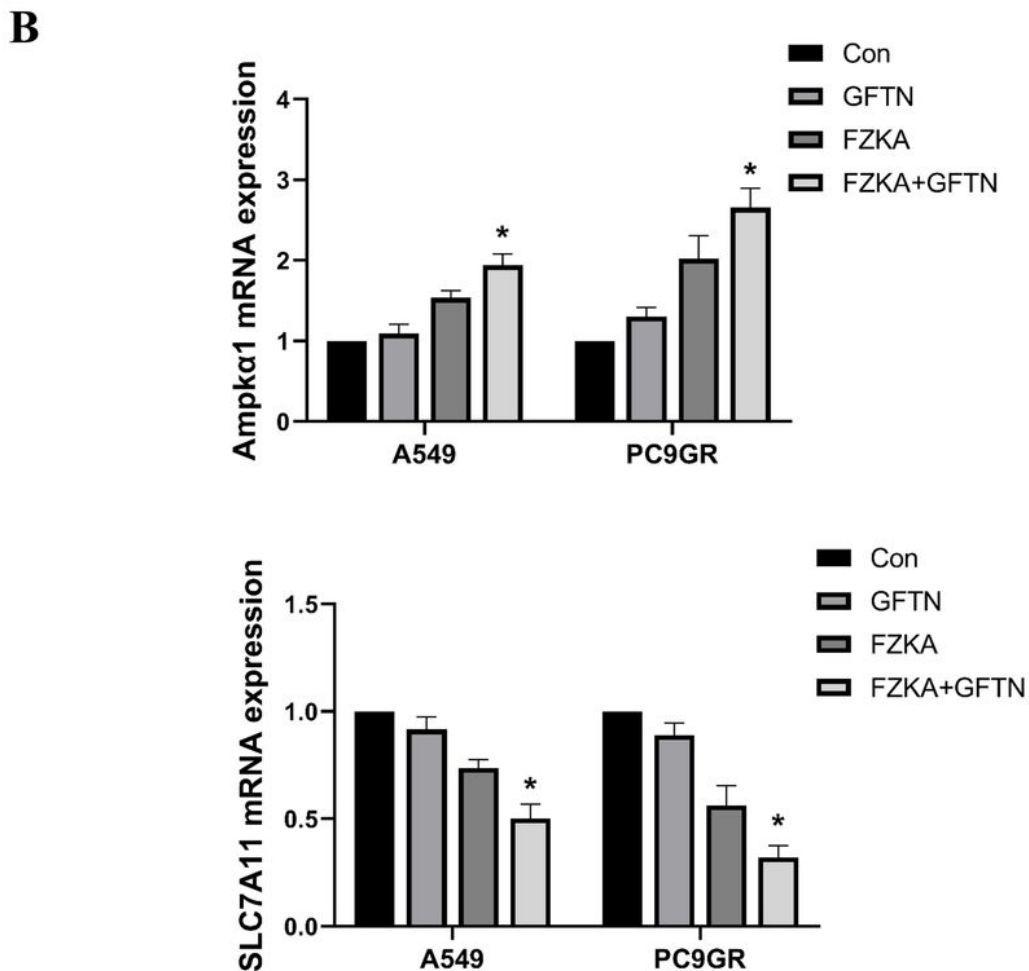 B
Con
GFTN
FZKA
FZKA+GFTN
Ampkα1 mRNA expression
4
3
2
1
0
*
*
A549
PC9GR
Con
GFTN
FZKA
FZKA+GFTN
SLC7A11 mRNA expression
1.5
1.0
0.5
0.0
*
*
A549
PC9GR